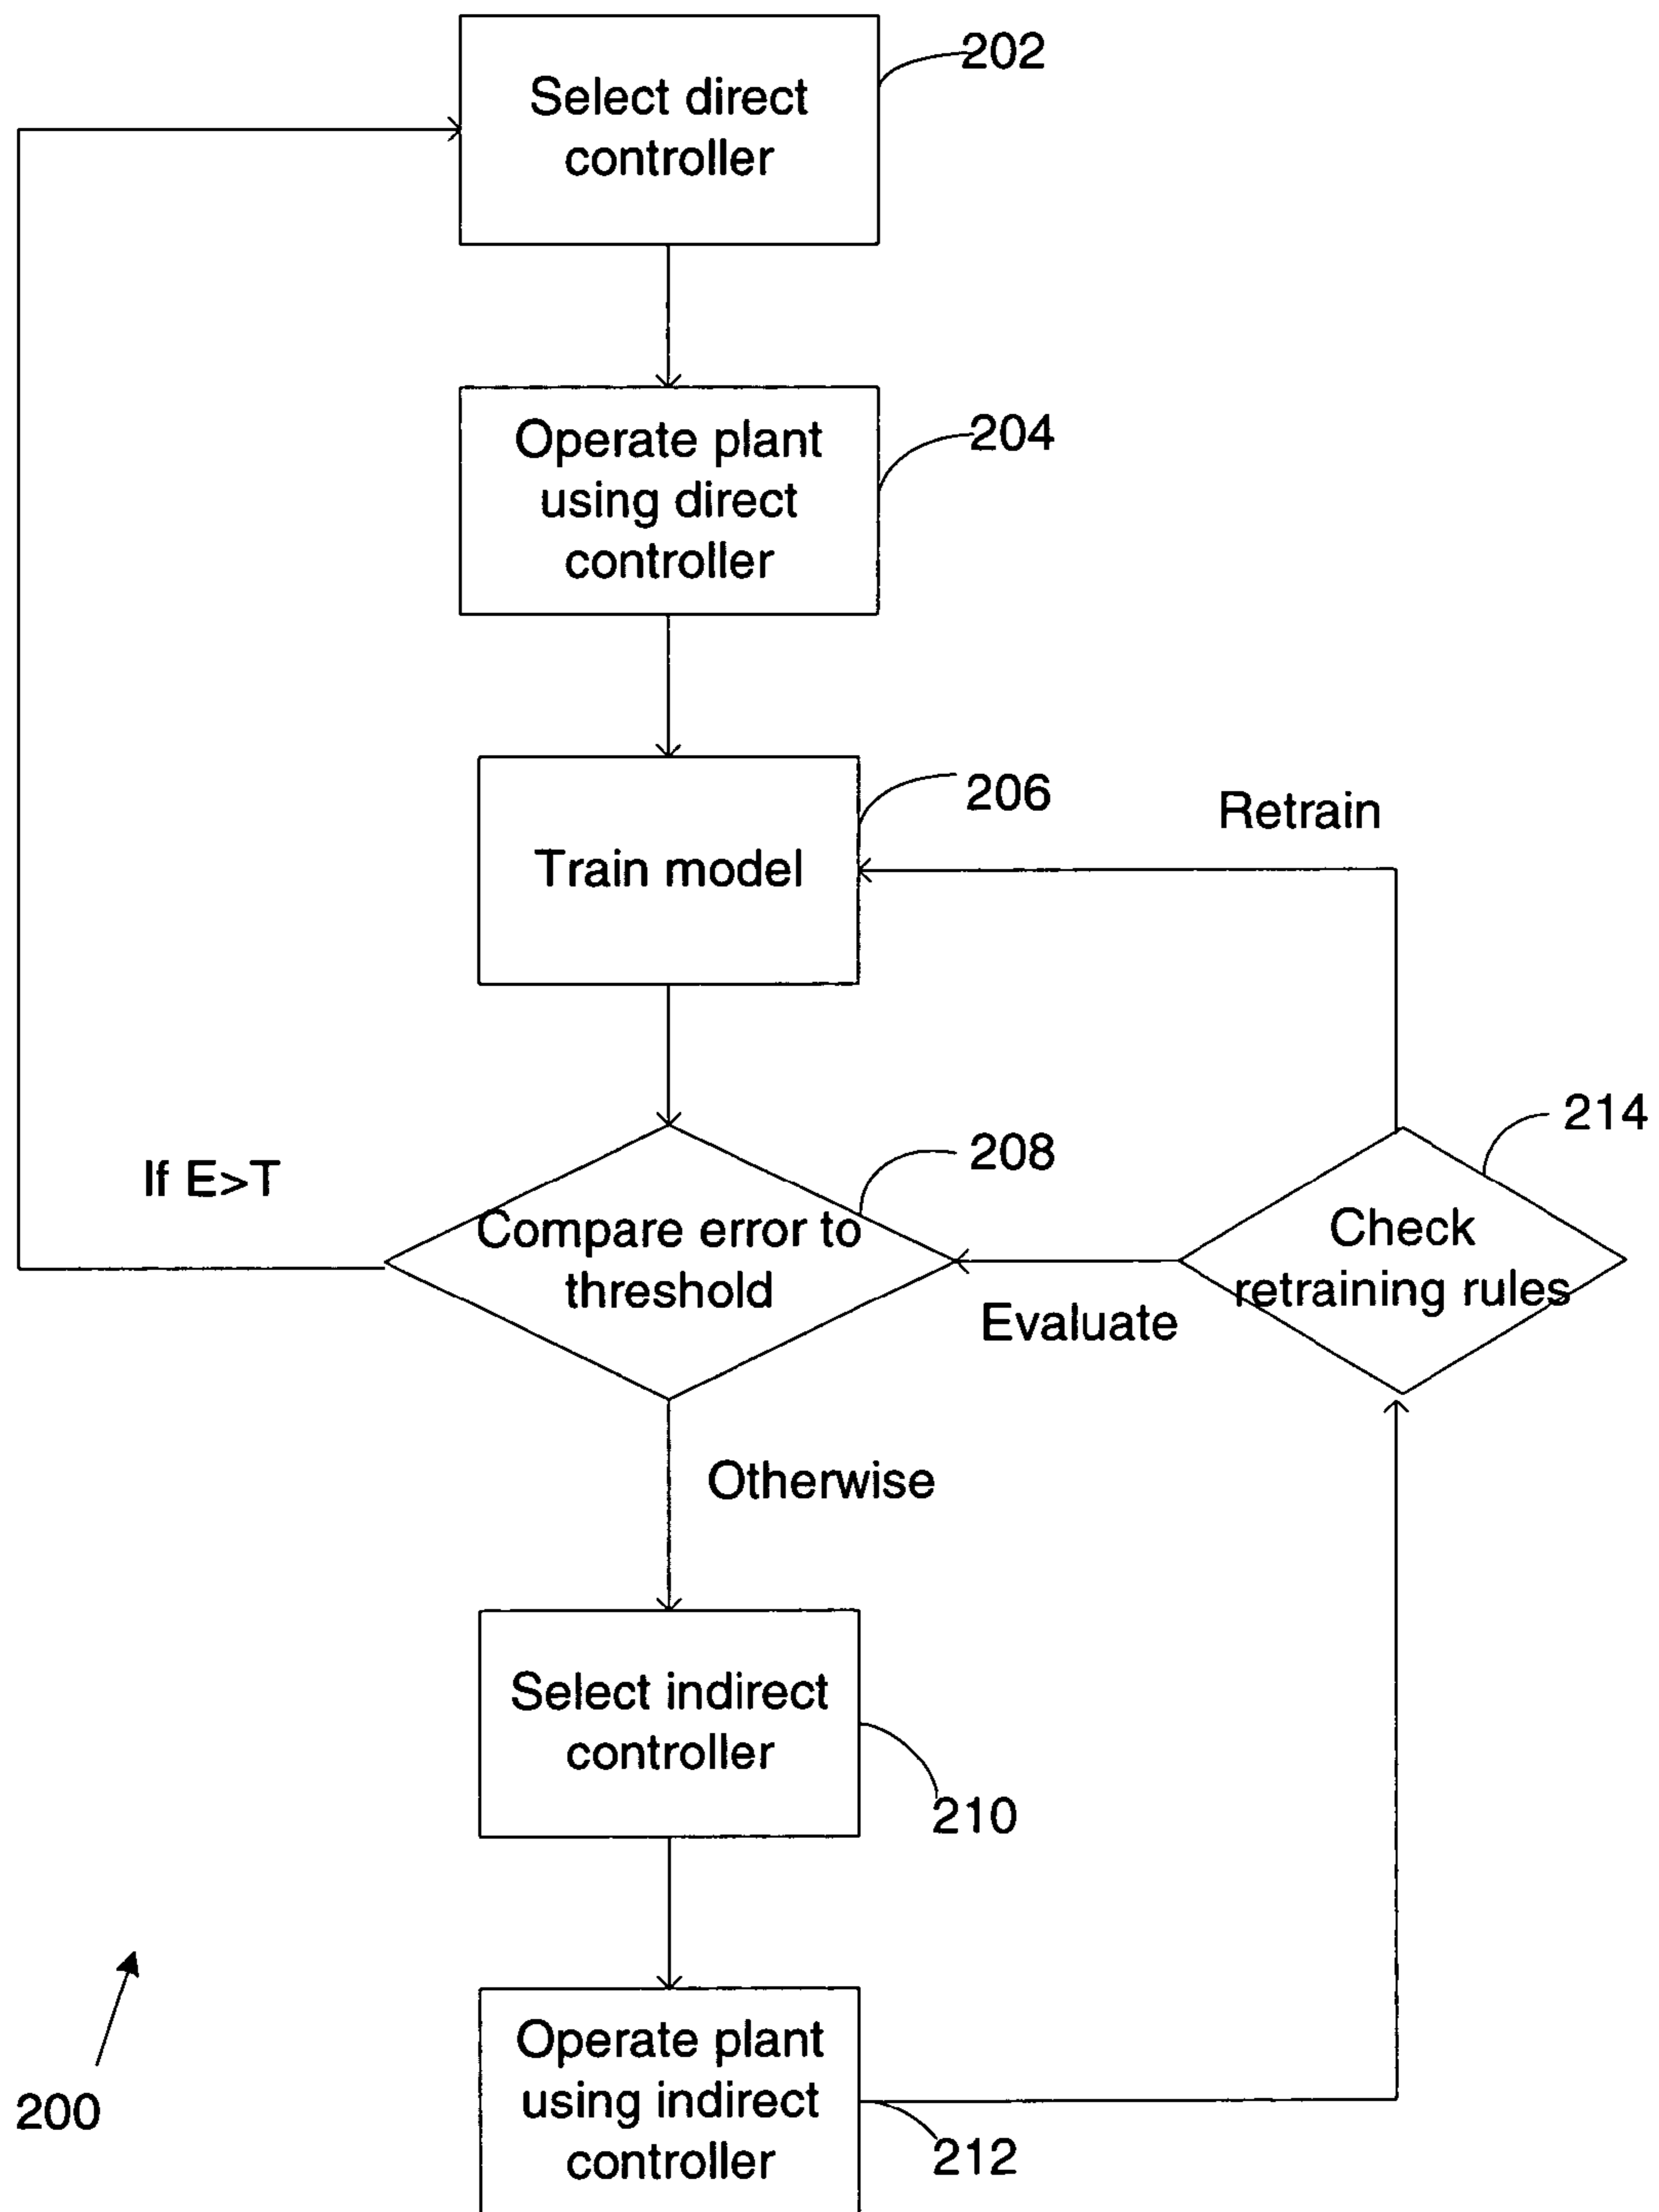 202
Select direct
controller
Operate plant
using direct
controller
204
206
Retrain
Train model
214
If E>T
208
Compare error to
threshold
Check
retraining rules
Evaluate
Otherwise
Select indirect
controller
210
Operate plant
using indirect
controller
200
212